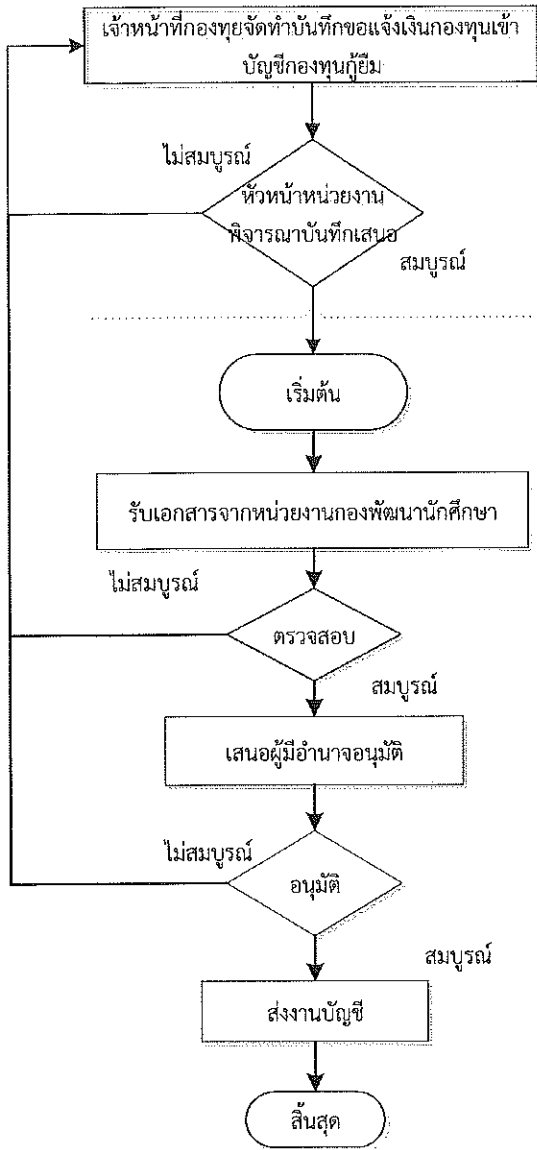 เจ้าหน้าที่กองทุยจัดทำบันทึกขอแจ้งเงินกองทุนเข้า
บัญชีกองทุนกู้ยืม
ไม่สมบูรณ์
หัวหน้าหน่วยงาน
พิจารณาบันทึกเสนอ
สมบูรณ์
เริ่มต้น
รับเอกสารจากหน่วยงานกองพัฒนานักศึกษา
ไม่สมบูรณ์
ตรวจสอบ
สมบูรณ์
เสนอผู้มีอำนาจอนุมัติ
ไม่สมบูรณ์
อนุมัติ
สมบูรณ์
ส่งงานบัญชี
สิ้นสุด